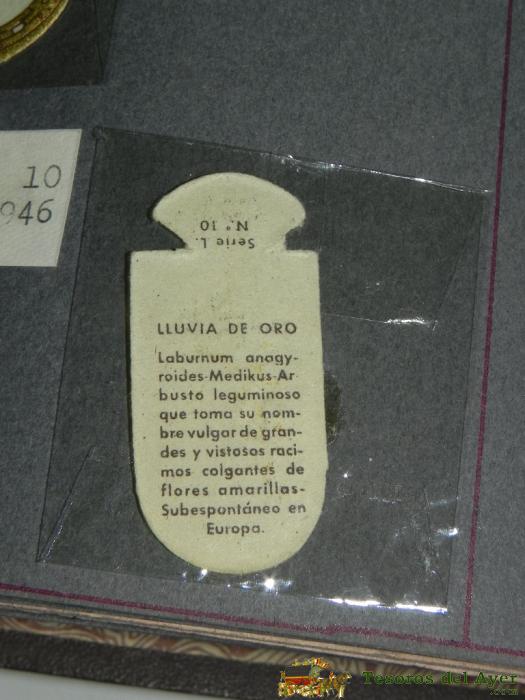 10
946
Serie L.
N.º 10
LLUVIA DE ORO
Laburnum anagy-
roides-Medikus-Ar
busto leguminoso
que toma su nom-
bre vulgar de gran-
des y vistosos raci-
mos colgantes de
flores amarillas-
Subespontáneo en
Europa.
Tesoros del Ayer
.com